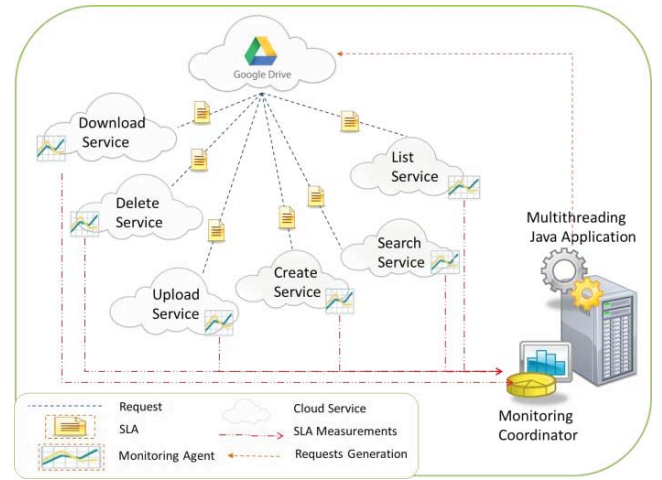 Google Drive
Download
Service
List
Service
Delete
Service
Multithreading
Java Application
Search
Service
Create
Service
Upload
Service
Monitoring
Coordinator
Request
Cloud Service
SLA
SLA Measurements
Monitoring Agent
Requests Generation